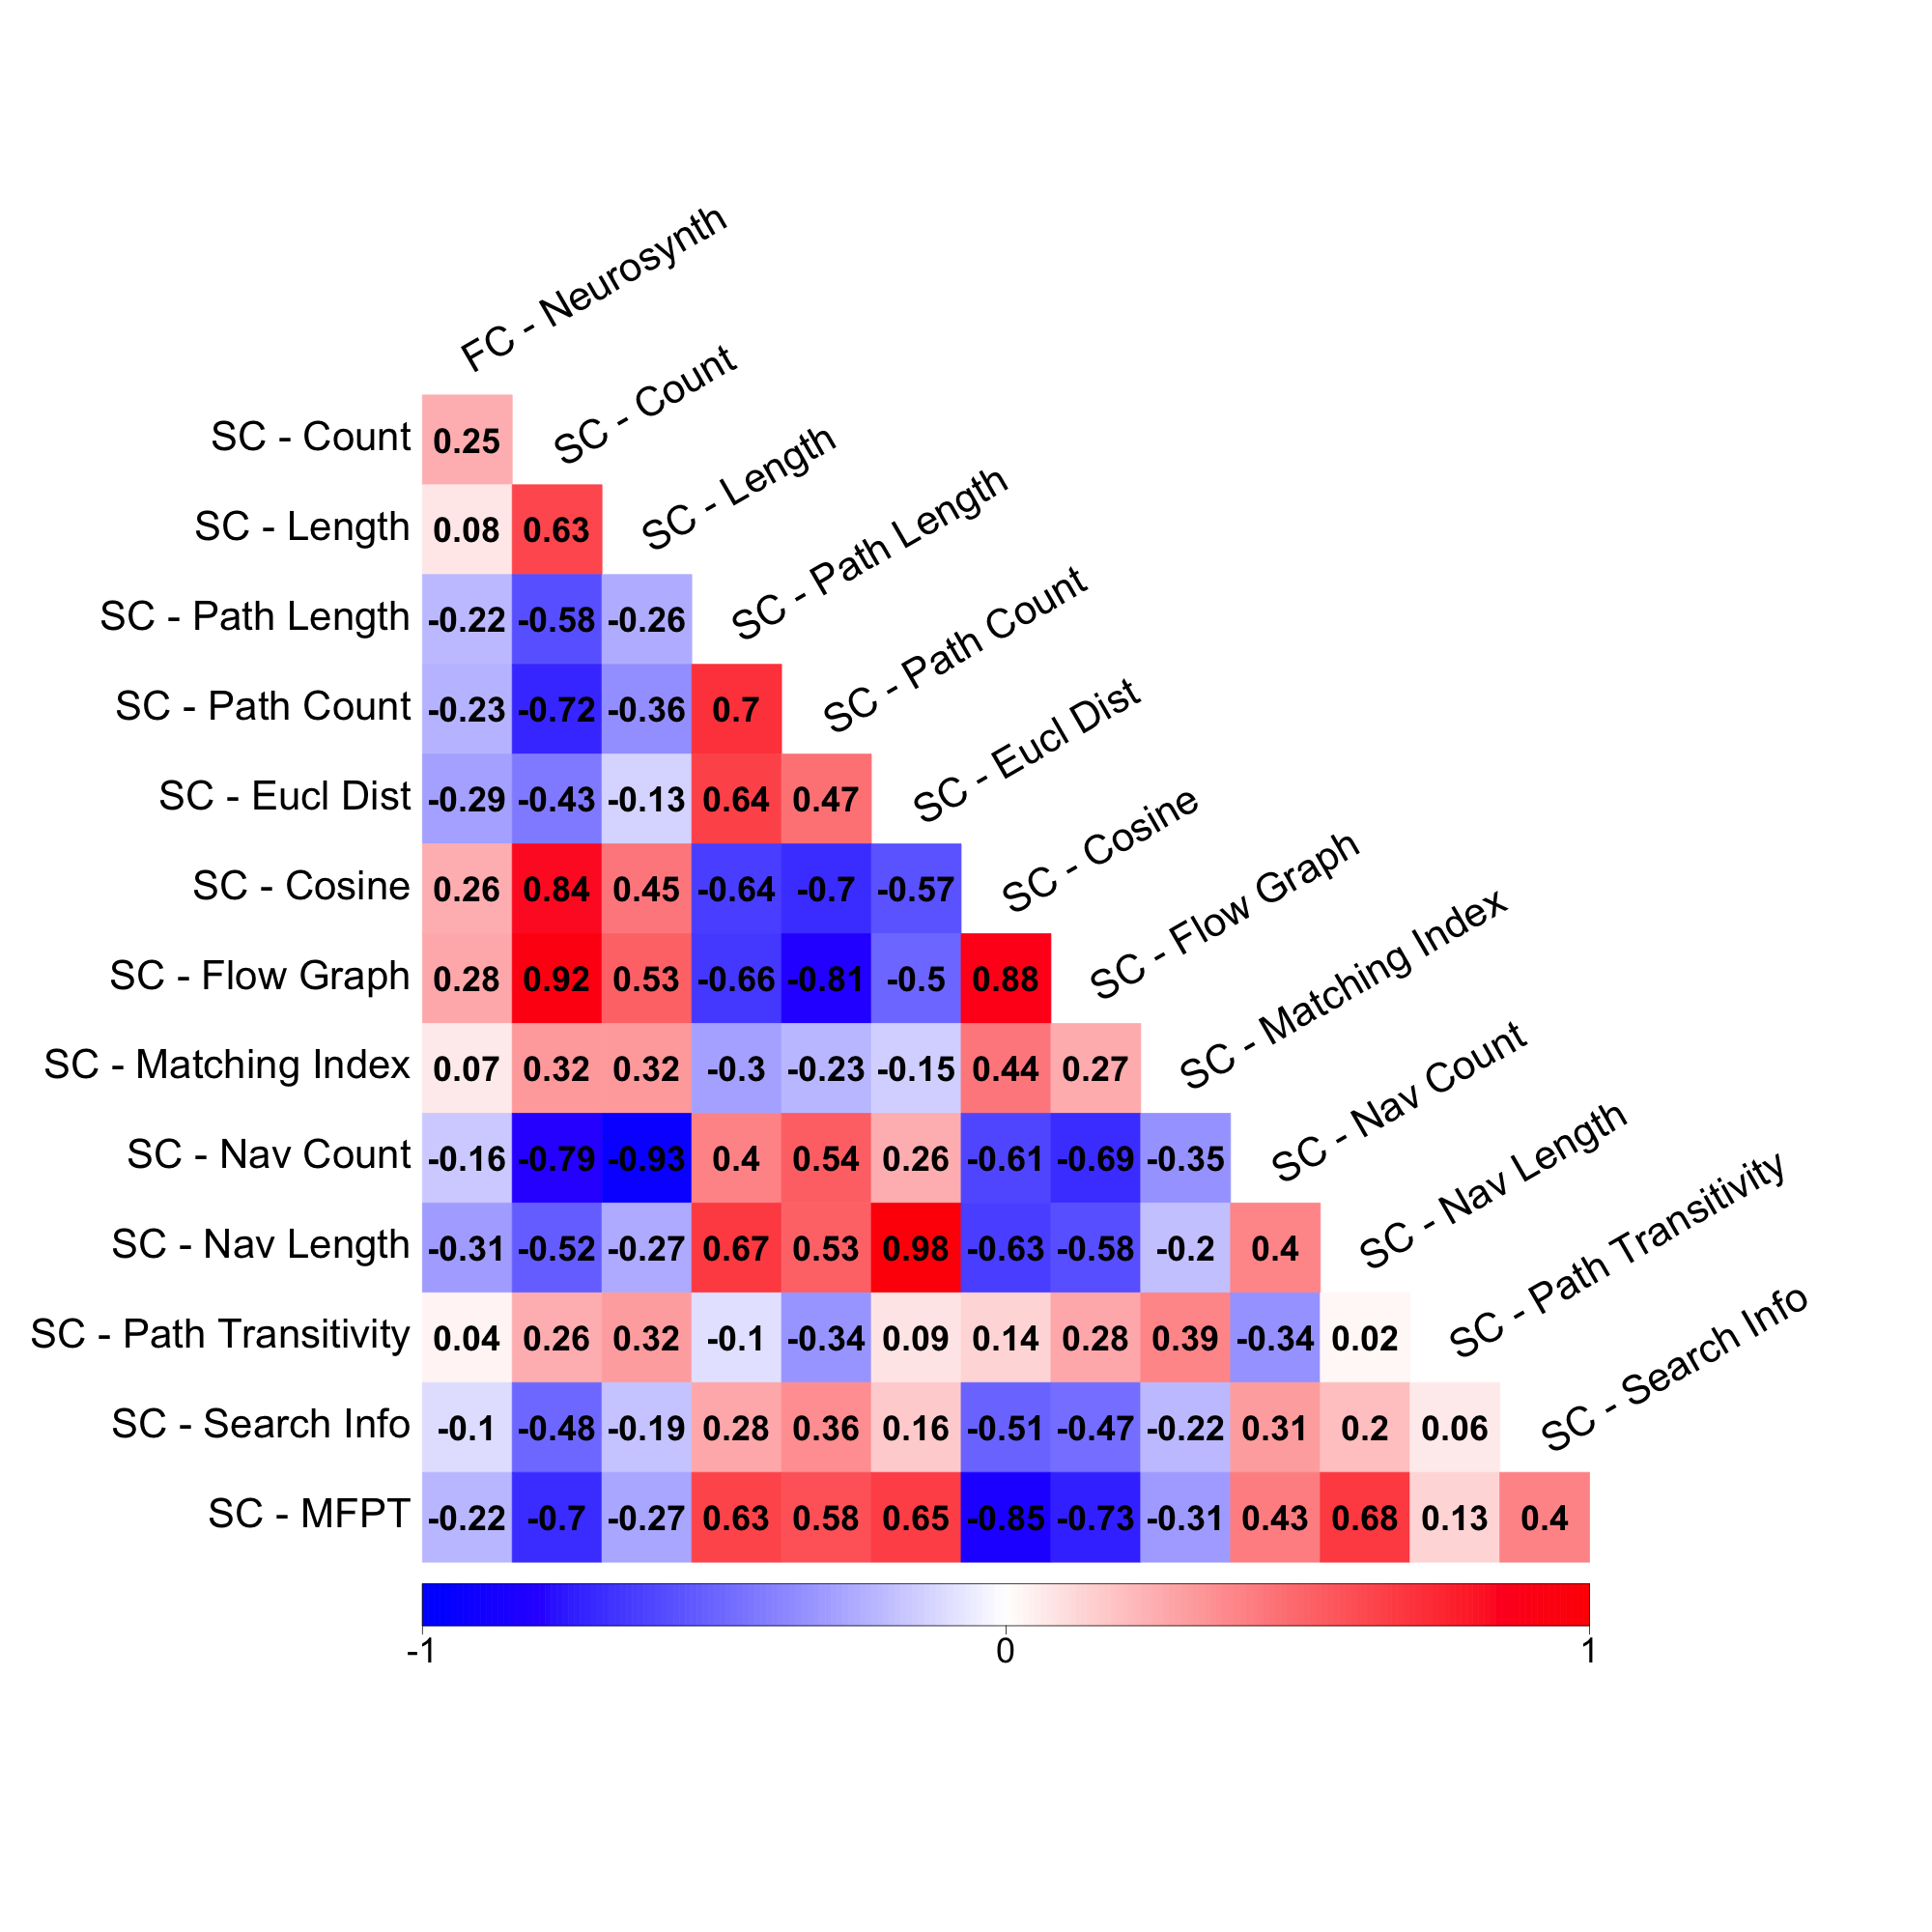 FC - Neurosynth
SC - Count
SC - Count
0.25
SC - Length
SC - Length
0.08 0.63
SC - Path Length
SC - Path Length
-0.22 -0.58 -0.26
SC - Path Count
SC - Path Count
-0.23 -0.72 -0.36 0.7
SC - Eucl Dist
SC - Eucl Dist
-0.29 -0.43 -0.13 0.64 0.47
SC - Cosine
SC - Cosine
0.26 0.84 0.45 -0.64 -0.7 -0.57
SC - Flow Graph
SC - Flow Graph
0.28 0.92 0.53 -0.66 -0.81 -0.5 0.88
SC - Matching Index
SC - Matching Index
0.07 0.32 0.32 -0.3 -0.23 -0.15 0.44 0.27
SC - Nav Count
SC - Nav Count
-0.16 -0.79 -0.93 0.4 0.54 0.26 -0.61 -0.69 -0.35
SC - Nav Length
SC - Nav Length
-0.31 -0.52 -0.27 0.67 0.53 0.98 -0.63 -0.58 -0.2 0.4
SC - Path Transitivity
SC - Path Transitivity
0.04 0.26 0.32 -0.1 -0.34 0.09 0.14 0.28 0.39 -0.34 0.02
SC - Search Info
SC - Search Info
-0.1 -0.48 -0.19 0.28 0.36 0.16 -0.51 -0.47 -0.22 0.31 0.2 0.06
SC - MFPT
-0.22 -0.7 -0.27 0.63 0.58 0.65 -0.85 -0.73 -0.31 0.43 0.68 0.13 0.4
-1 0 1